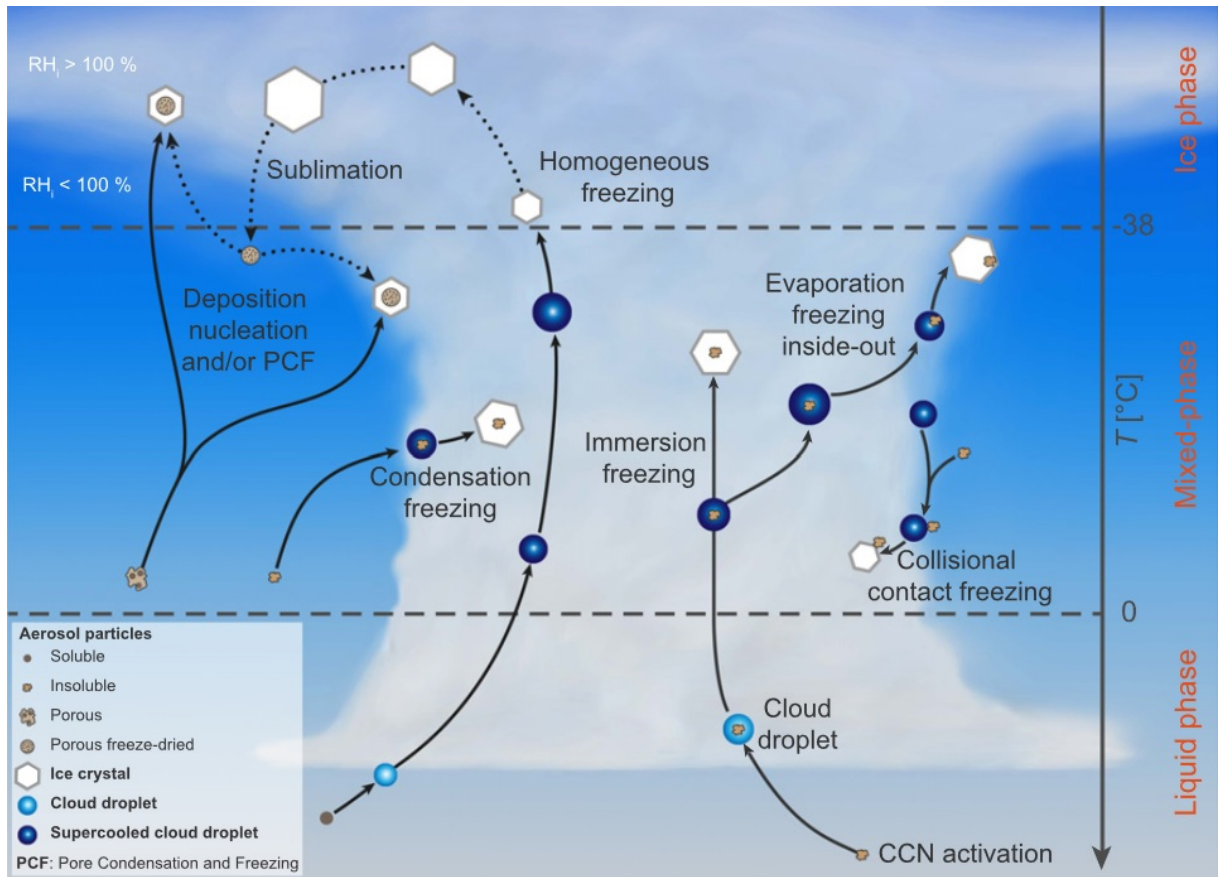 RHi > 100 %
RHi < 100 %
Sublimation
Homogeneous
freezing
Deposition
nucleation
and/or PCF
Condensation
freezing
Immersion
freezing
Evaporation
freezing
inside-out
Collisional
contact freezing
Cloud
droplet
CCN activation
-38
0
T [°C]
Ice phase
Mixed-phase
Liquid phase
Aerosol particles
Soluble
Insoluble
Porous
Porous freeze-dried
Ice crystal
Cloud droplet
Supercooled cloud droplet
PCF: Pore Condensation and Freezing